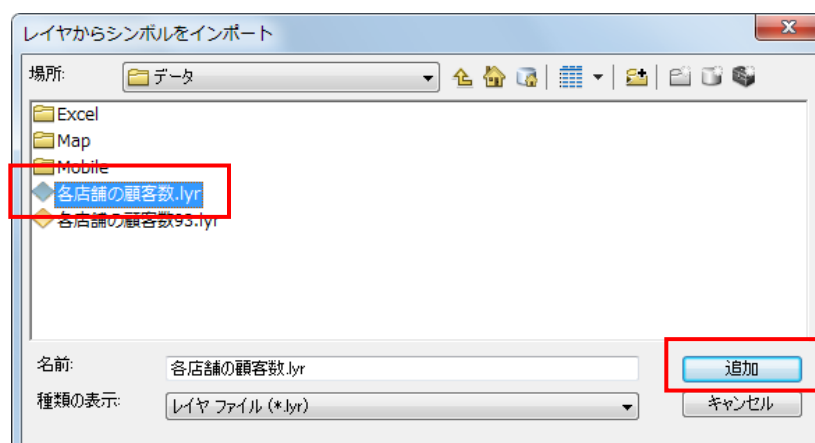 レイヤからシンボルをインポート
場所: データ
Excel
Map
Mobile
各店舗の顧客数.lyr
各店舗の顧客数93.lyr
名前: 各店舗の顧客数.lyr 追加
種類の表示: レイヤ ファイル (*.lyr) キャンセル